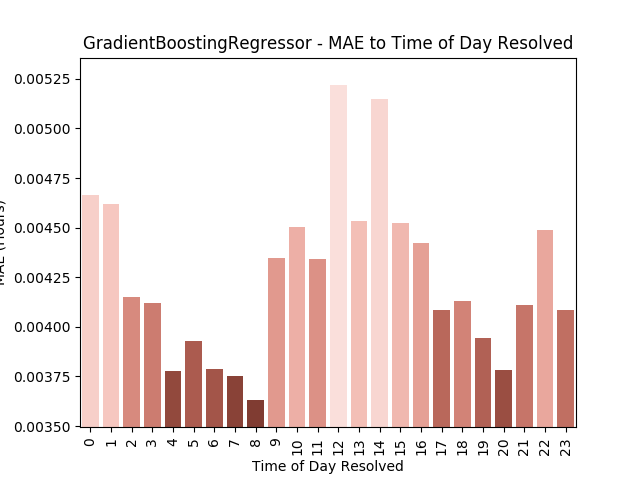 GradientBoostingRegressor - MAE to Time of Day Resolved
0.00525
0.00500
0.00475
0.00450
0.00425
0.00400
0.00375
0.00350
MAE (Hours)
0 1 2 3 4 5 6 7 8 9 10 11 12 13 14 15 16 17 18 19 20 21 22 23
Time of Day Resolved